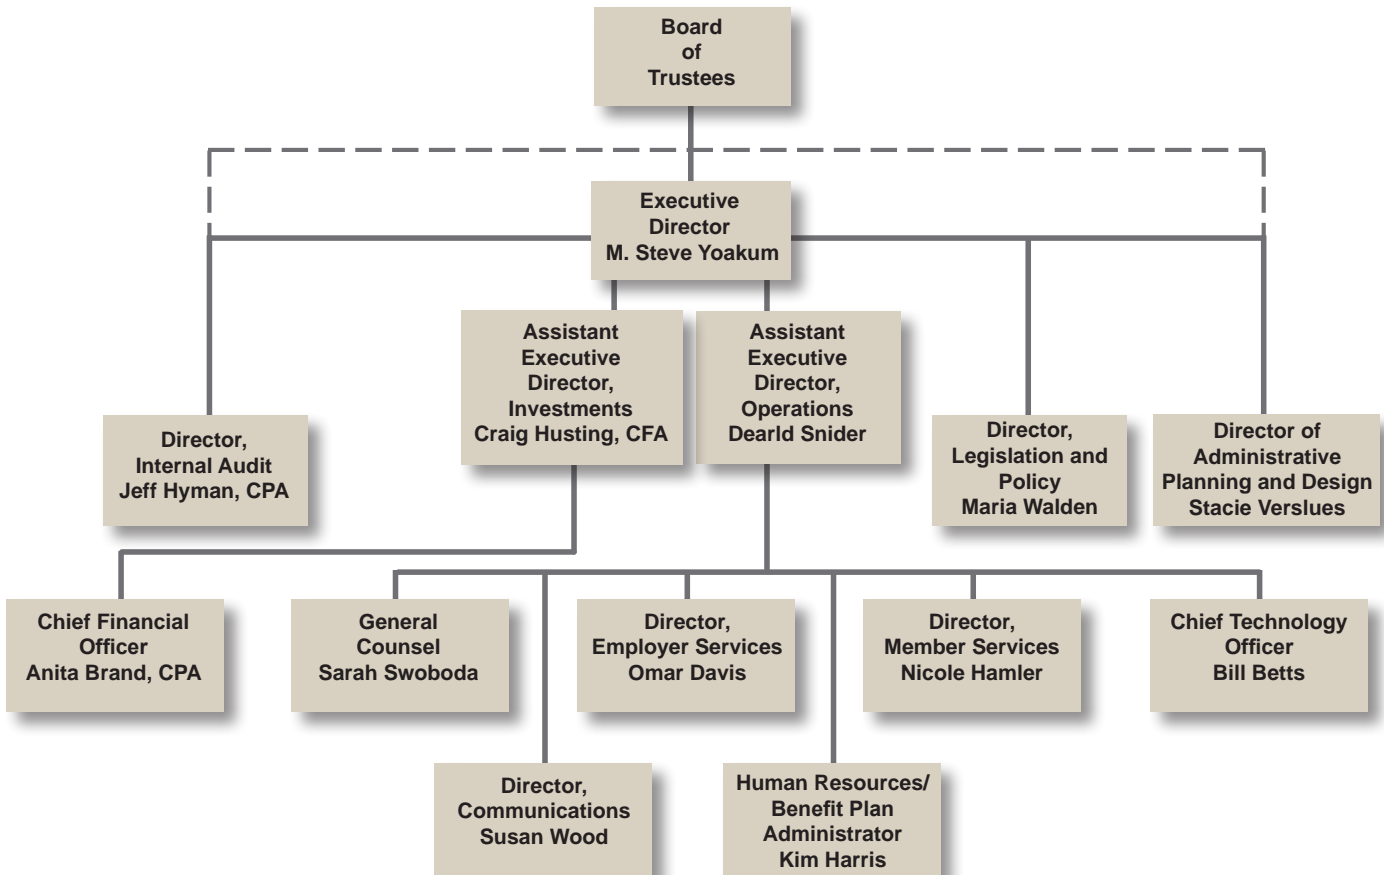 Board
of
Trustees
Executive
Director
M. Steve Yoakum
Assistant
Executive
Director,
Investments
Craig Husting, CFA
Assistant
Executive
Director,
Operations
Dearld Snider
Director,
Internal Audit
Jeff Hyman, CPA
Director,
Legislation and
Policy
Maria Walden
Director of
Administrative
Planning and Design
Stacie Verslues
Chief Financial
Officer
Anita Brand, CPA
General
Counsel
Sarah Swoboda
Director,
Employer Services
Omar Davis
Director,
Member Services
Nicole Hamler
Chief Technology
Officer
Bill Betts
Director,
Communications
Susan Wood
Human Resources/
Benefit Plan
Administrator
Kim Harris